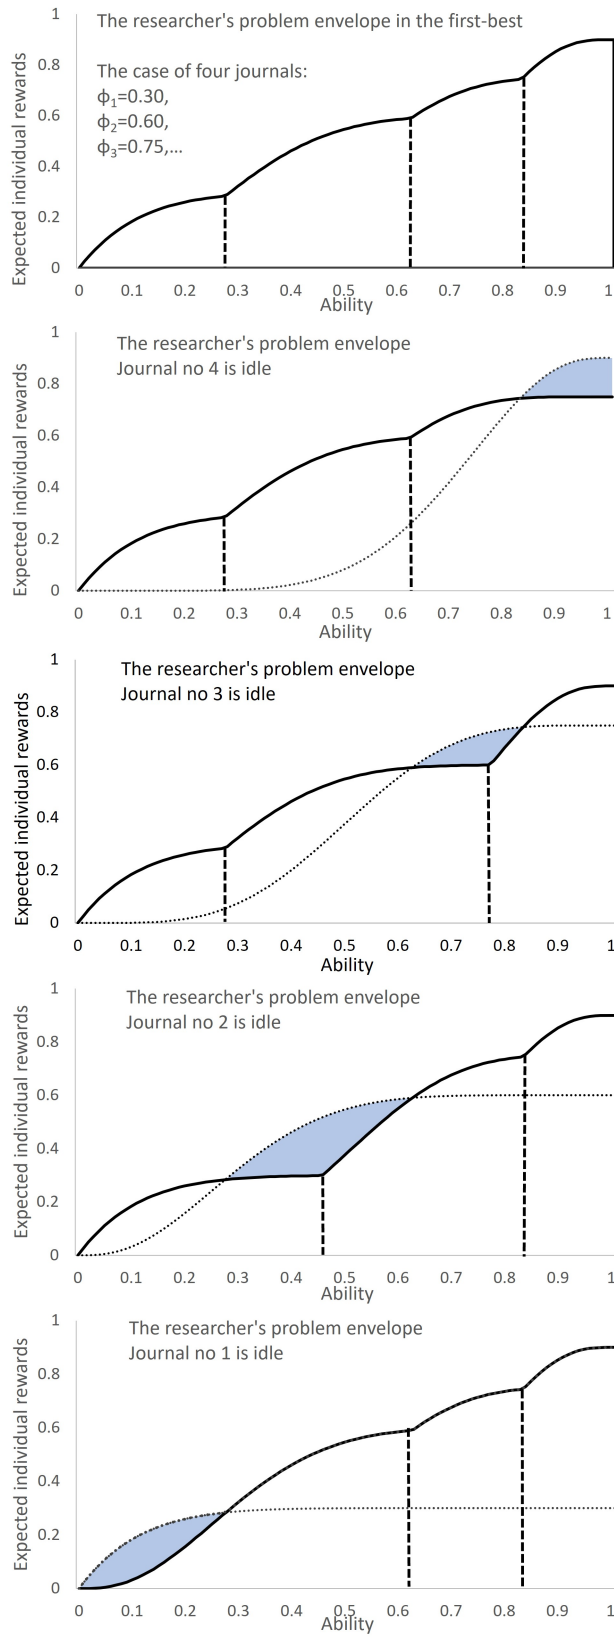 The researcher's problem envelope in the first-best
The case of four journals:
ϕ1=0.30,
ϕ2=0.60,
ϕ3=0.75,...
Expected individual rewards
1
0.8
0.6
0.4
0.2
0
0 0.1 0.2 0.3 0.4 0.5 0.6 0.7 0.8 0.9 1
Ability
The researcher's problem envelope
Journal no 4 is idle
Expected individual rewards
1
0.8
0.6
0.4
0.2
0
0 0.1 0.2 0.3 0.4 0.5 0.6 0.7 0.8 0.9 1
Ability
The researcher's problem envelope
Journal no 3 is idle
Expected individual rewards
1
0.8
0.6
0.4
0.2
0
0 0.1 0.2 0.3 0.4 0.5 0.6 0.7 0.8 0.9 1
Ability
The researcher's problem envelope
Journal no 2 is idle
Expected individual rewards
1
0.8
0.6
0.4
0.2
0
0 0.1 0.2 0.3 0.4 0.5 0.6 0.7 0.8 0.9 1
Ability
The researcher's problem envelope
Journal no 1 is idle
Expected individual rewards
1
0.8
0.6
0.4
0.2
0
0 0.1 0.2 0.3 0.4 0.5 0.6 0.7 0.8 0.9 1
Ability